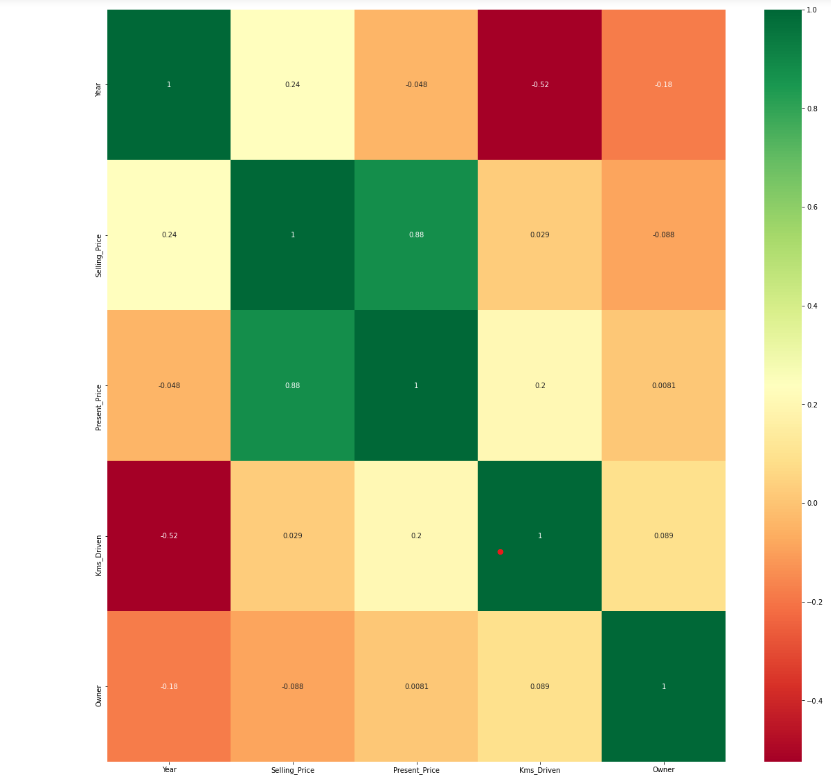 1.0
Year
1 0.24 -0.048 -0.52 -0.18
0.8
0.6
Selling_Price
0.24 1 0.88 0.029 -0.088
0.4
Present_Price
-0.048 0.88 1 0.2 0.0081
0.2
0.0
Kms_Driven
-0.52 0.029 0.2 1 0.089
−0.2
Owner
-0.18 -0.088 0.0081 0.089 1
−0.4
Year Selling_Price Present_Price Kms_Driven Owner